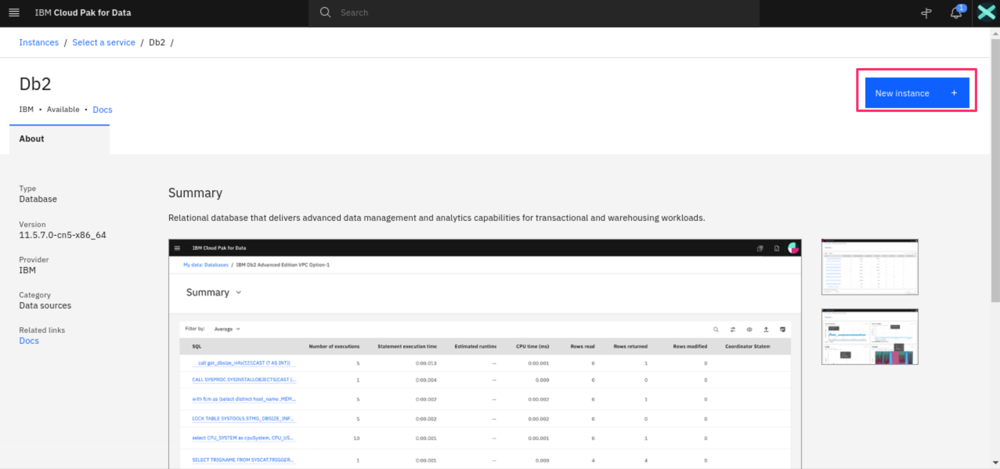 IBM Cloud Pak for Data
Search
1
Instances / Select a service / Db2 /
Db2
New instance +
IBM • Available • Docs
About
Type
Database
Version
11.5.7.0-cn5-x86_64
Provider
IBM
Category
Data sources
Related links
Docs
Summary
Relational database that delivers advanced data management and analytics capabilities for transactional and warehousing workloads.
IBM Cloud Pak for Data
My data: Databases / IBM Db2 Advanced Edition VPC Option-1
Summary
Filter by: Average
SQL Number of executions Statement execution time Estimated runtime CPU time (ms) Rows read Rows returned Rows modified Coordinator Statem
call get_dbsize_info(?,?,?,CAST (? AS INT)) 5 0:00.013 -- 0:00.001 0 1 0
CALL SYSPROC.SYSINSTALLOBJECTS(CAST (... 1 0:00.004 -- 0.000 0 0 0
with fcm as (select distinct host_name ,MEM... 5 0:00.002 -- 0:00.002 0 1 0
LOCK TABLE SYSTOOLS.STMG_DBSIZE_INF... 5 0:00.002 -- 0:00.002 0 0 0
select CPU_SYSTEM as cpuSystem, CPU_US... 10 0:00.001 -- 0:00.001 0 1 0
SELECT TRIGNAME FROM SYSCAT.TRIGGER... 1 0:00.001 -- 0.000 4 4 0